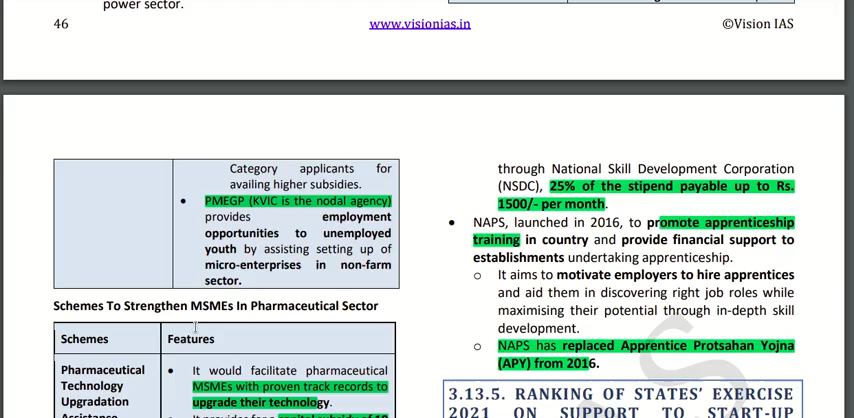 power sector.
46
www.visionias.in
©Vision IAS
Category applicants for
availing higher subsidies.
• PMEGP (KVIC is the nodal agency)
provides employment
opportunities to unemployed
youth by assisting setting up of
micro-enterprises in non-farm
sector.
Schemes To Strengthen MSMEs In Pharmaceutical Sector
Schemes Features
Pharmaceutical
Technology
Upgradation
Assistance
• It would facilitate pharmaceutical
MSMEs with proven track records to
upgrade their technology.
through National Skill Development Corporation
(NSDC), 25% of the stipend payable up to Rs.
1500/- per month.
• NAPS, launched in 2016, to promote apprenticeship
training in country and provide financial support to
establishments undertaking apprenticeship.
o It aims to motivate employers to hire apprentices
and aid them in discovering right job roles while
maximising their potential through in-depth skill
development.
o NAPS has replaced Apprentice Protsahan Yojna
(APY) from 2016.
3.13.5. RANKING OF STATES' EXERCISE
2021 ON SUPPORT TO START-UP